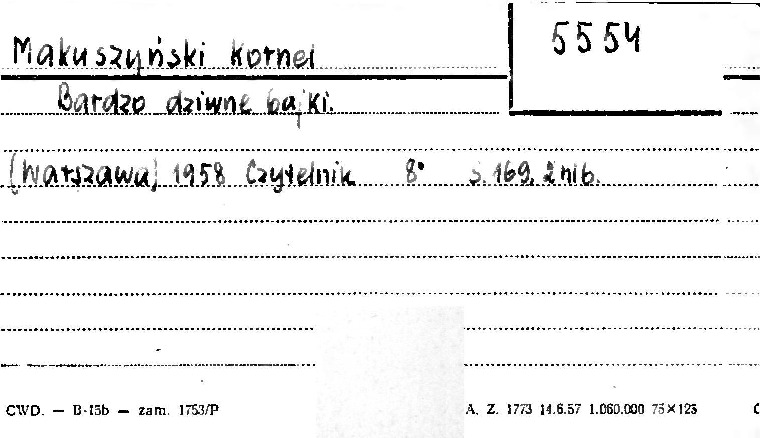 5554
Makuszyński Kornel
Bardzo dziwne bajki.
(Warszawa) 1958 Czytelnik 8° s. 169, 2 nlb.
CWD. — B-15b — zam. 1753/P
A. Z. 1773 14.6.57 1.060.000 75×125